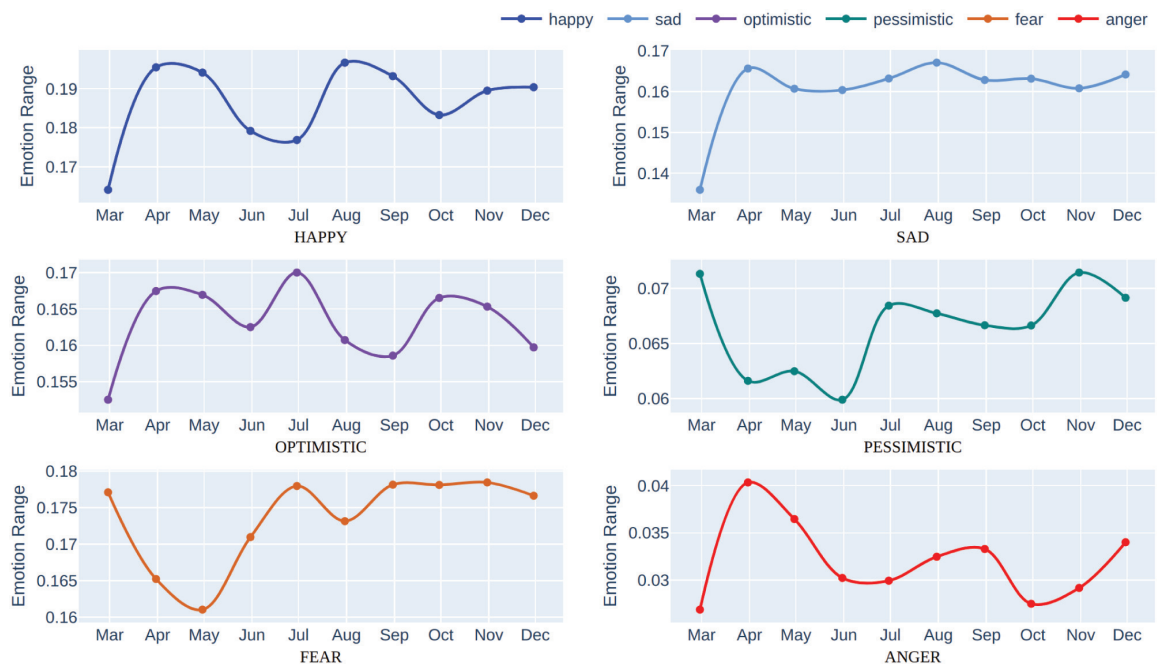 happy sad optimistic pessimistic fear anger
Emotion Range
0.19
0.18
0.17
Mar Apr May Jun Jul Aug Sep Oct Nov Dec
HAPPY
Emotion Range
0.17
0.16
0.15
0.14
Mar Apr May Jun Jul Aug Sep Oct Nov Dec
SAD
Emotion Range
0.17
0.165
0.16
0.155
Mar Apr May Jun Jul Aug Sep Oct Nov Dec
OPTIMISTIC
Emotion Range
0.07
0.065
0.06
Mar Apr May Jun Jul Aug Sep Oct Nov Dec
PESSIMISTIC
Emotion Range
0.18
0.175
0.17
0.165
0.16
Mar Apr May Jun Jul Aug Sep Oct Nov Dec
FEAR
Emotion Range
0.04
0.035
0.03
Mar Apr May Jun Jul Aug Sep Oct Nov Dec
ANGER